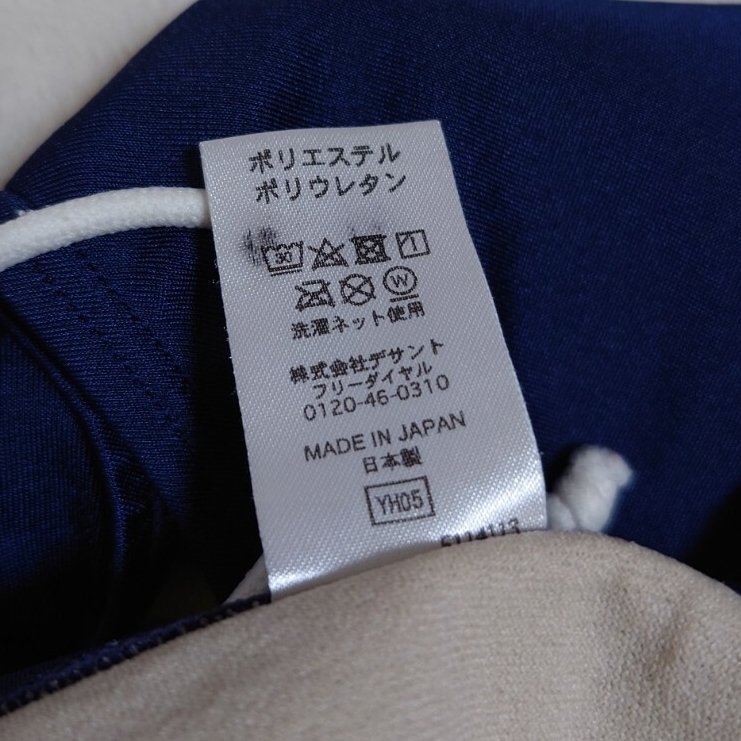 ポリエステル
ポリウレタン
30
W
洗濯ネット使用
株式会社デサント
フリーダイヤル
0120-46-0310
MADE IN JAPAN
日本製
YH05